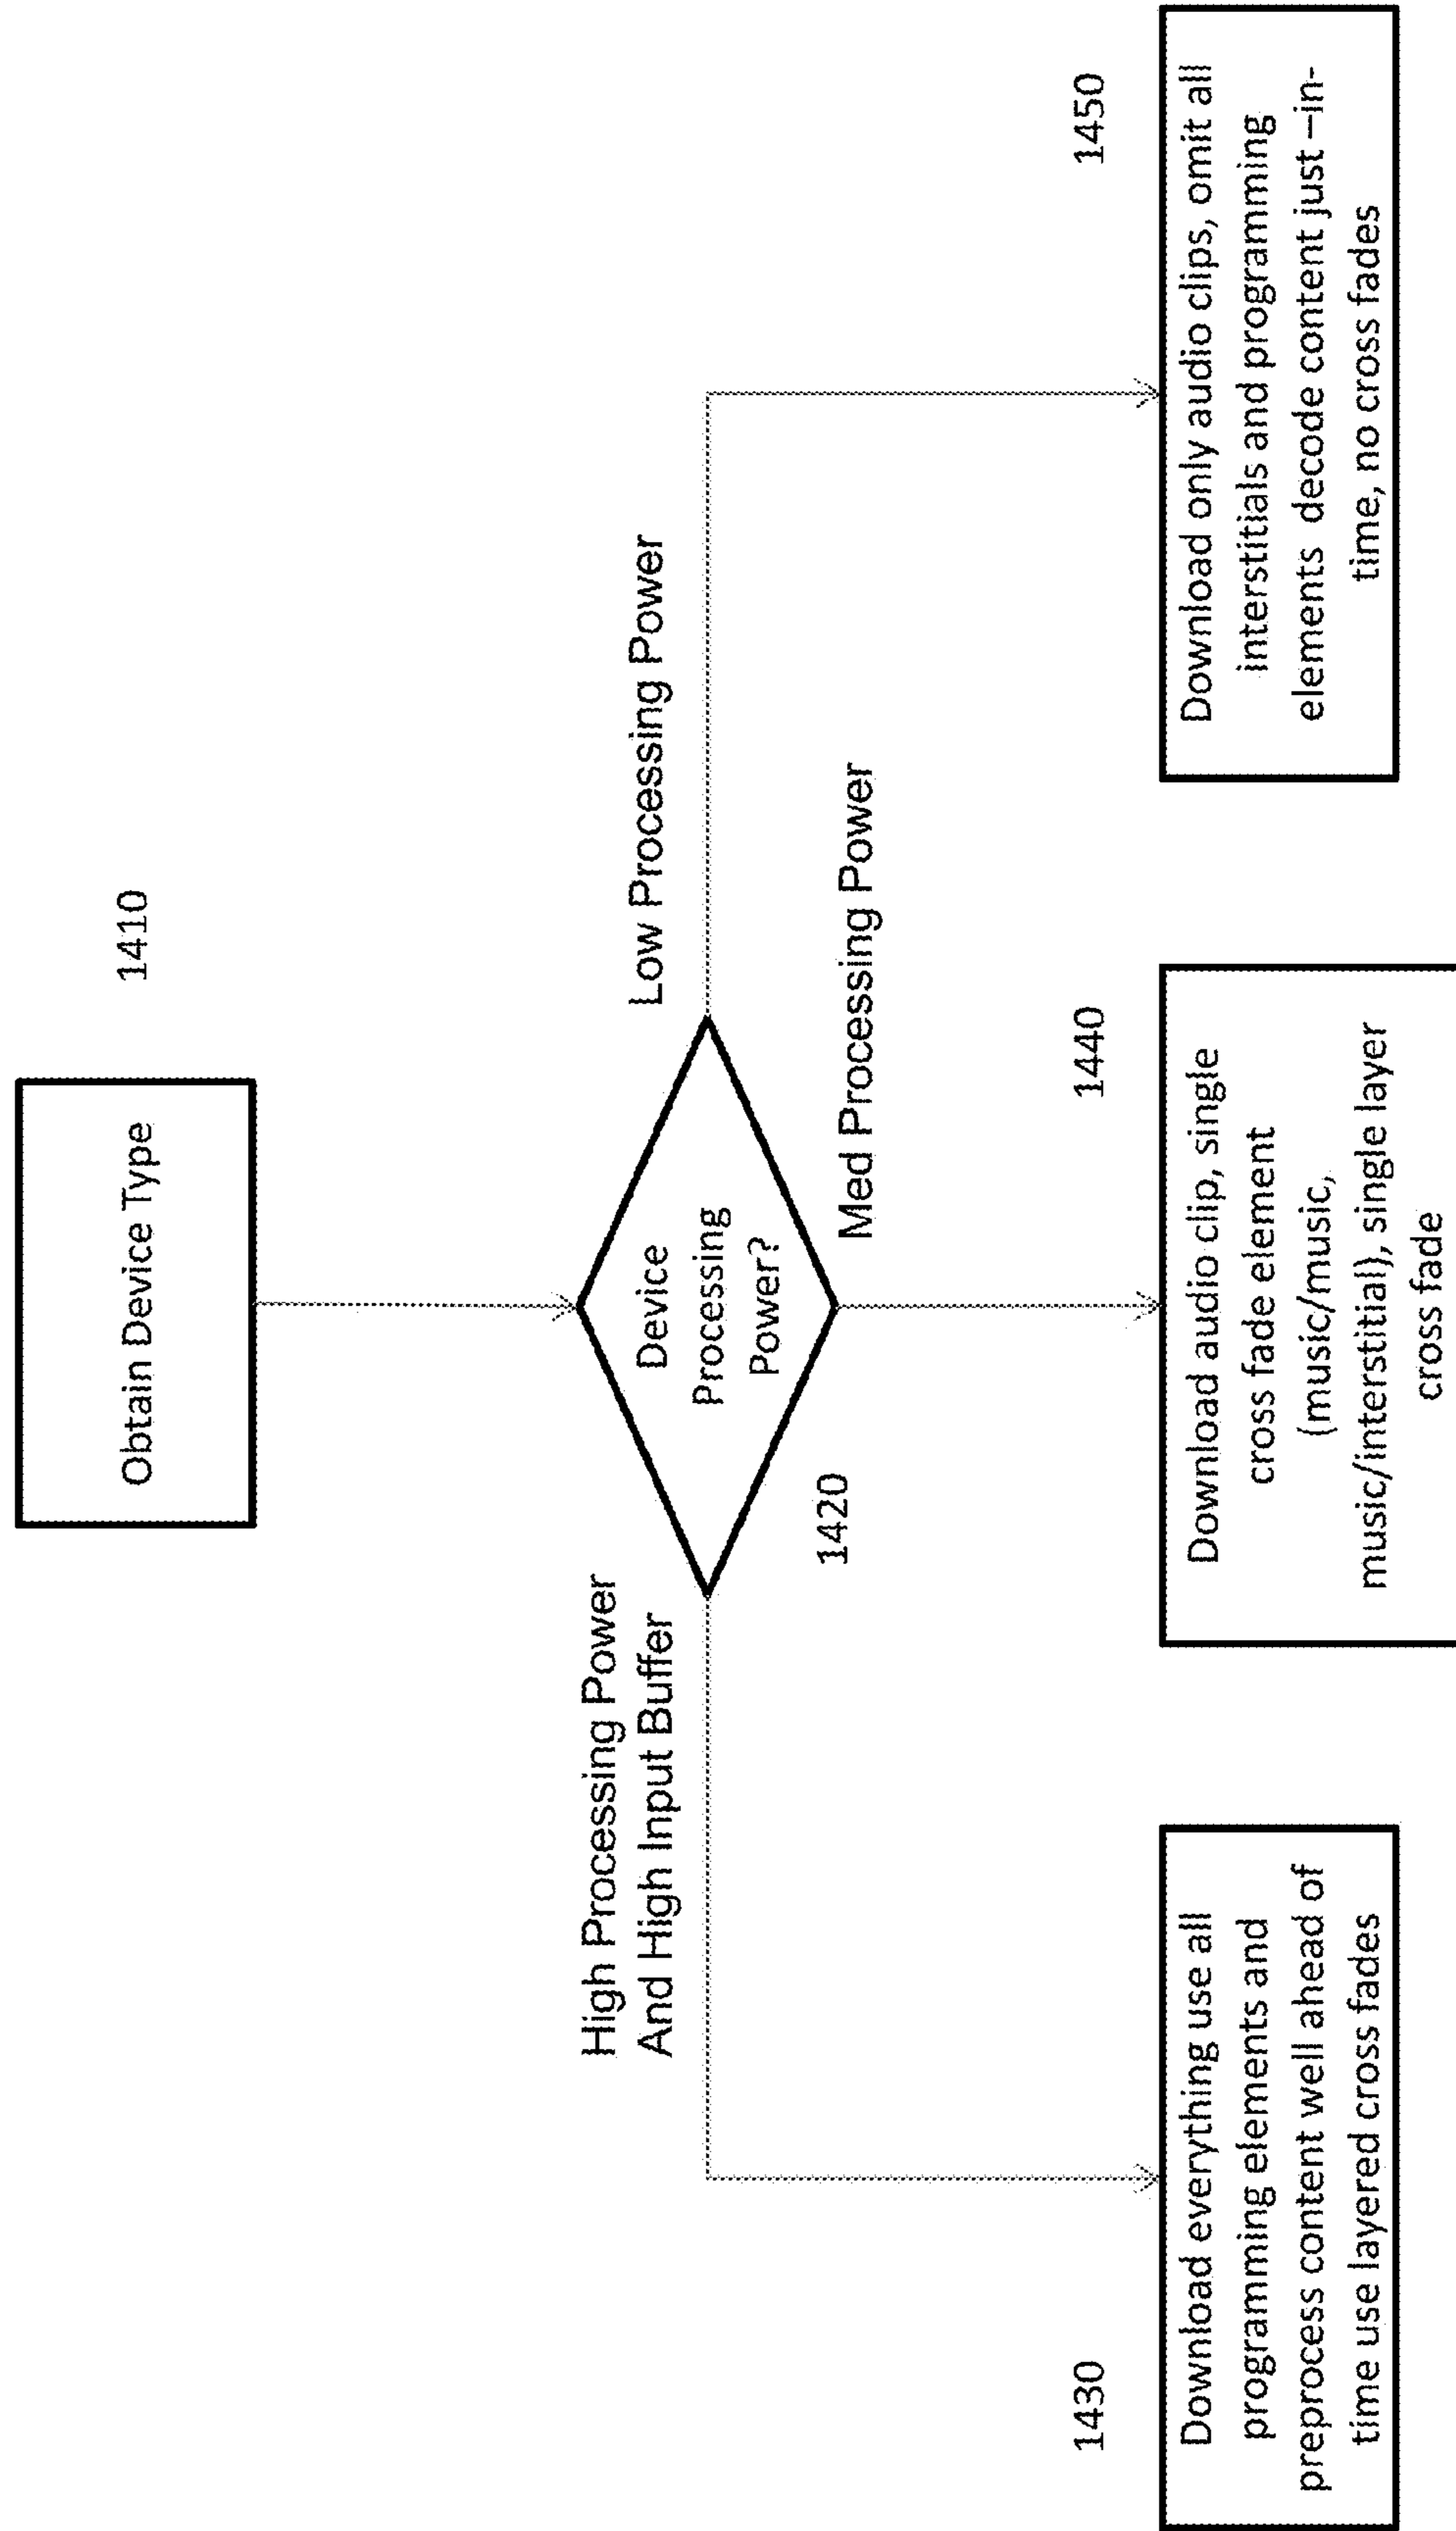 1410
Obtain Device Type
High Processing Power
And High Input Buffer
Low Processing Power
Device
Processing
Power?
1420
Med Processing Power
1430
Download everything use all
programming elements and
preprocess content well ahead of
time use layered cross fades
1440
Download audio clip, single
cross fade element
(music/music,
music/interstitial), single layer
cross fade
1450
Download only audio clips, omit all
interstitials and programming
elements  decode content just –in-
time, no cross fades